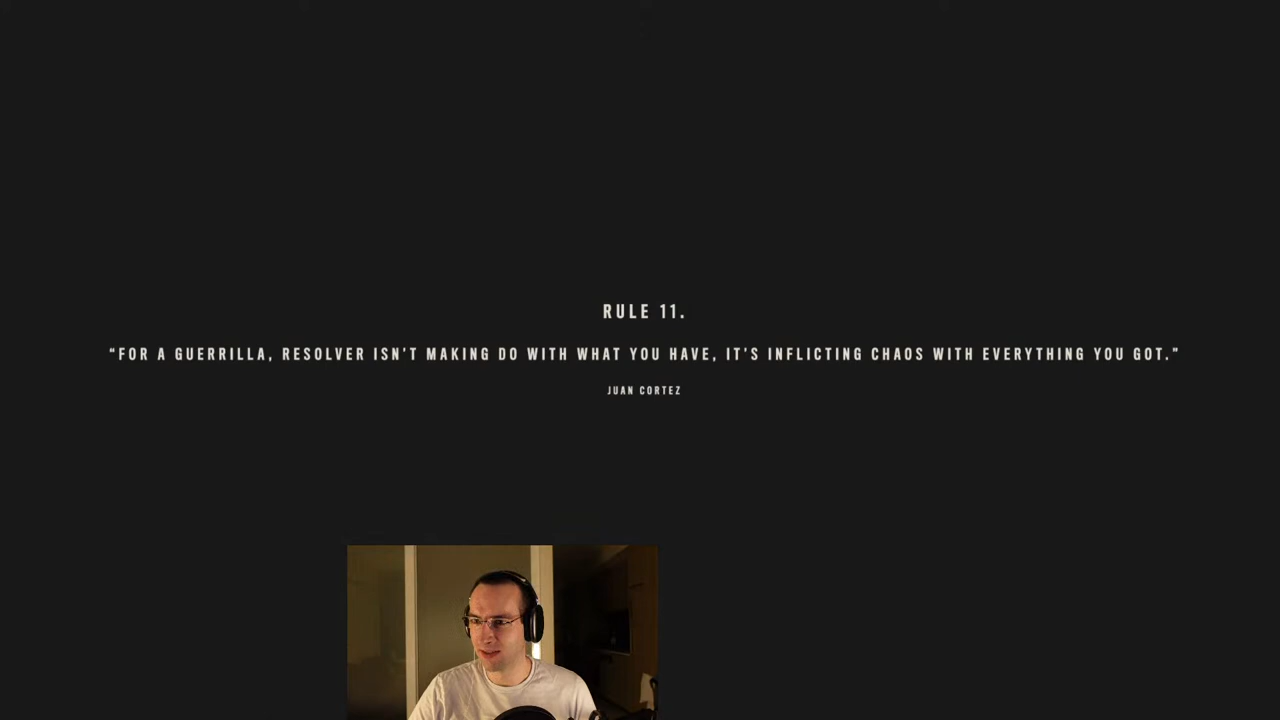 RULE 11.
“FOR A GUERRILLA, RESOLVER ISN’T MAKING DO WITH WHAT YOU HAVE, IT’S INFLICTING CHAOS WITH EVERYTHING YOU GOT.”
JUAN CORTEZ